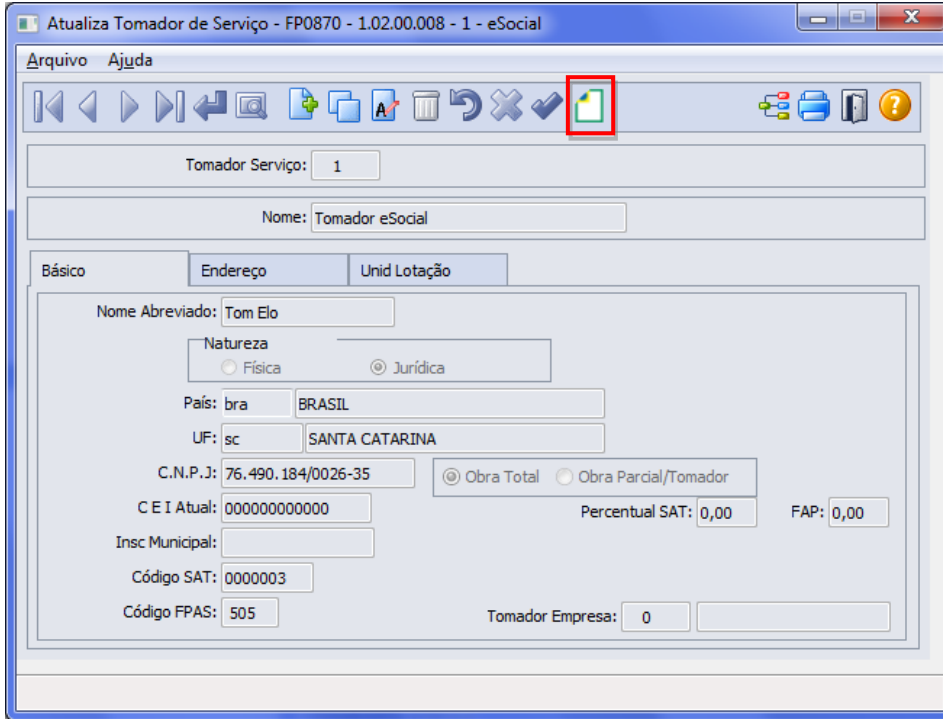 Atualiza Tomador de Serviço - FP0870 - 1.02.00.008 - 1 - eSocial
Arquivo Ajuda
Tomador Serviço: 1
Nome: Tomador eSocial
Básico Endereço Unid Lotação
Nome Abreviado: Tom Elo
Natureza
Física Jurídica
País: bra BRASIL
UF: sc SANTA CATARINA
C.N.P.J: 76.490.184/0026-35 Obra Total Obra Parcial/Tomador
C E I Atual: 000000000000 Percentual SAT: 0,00 FAP: 0,00
Insc Municipal:
Código SAT: 0000003
Código FPAS: 505 Tomador Empresa: 0